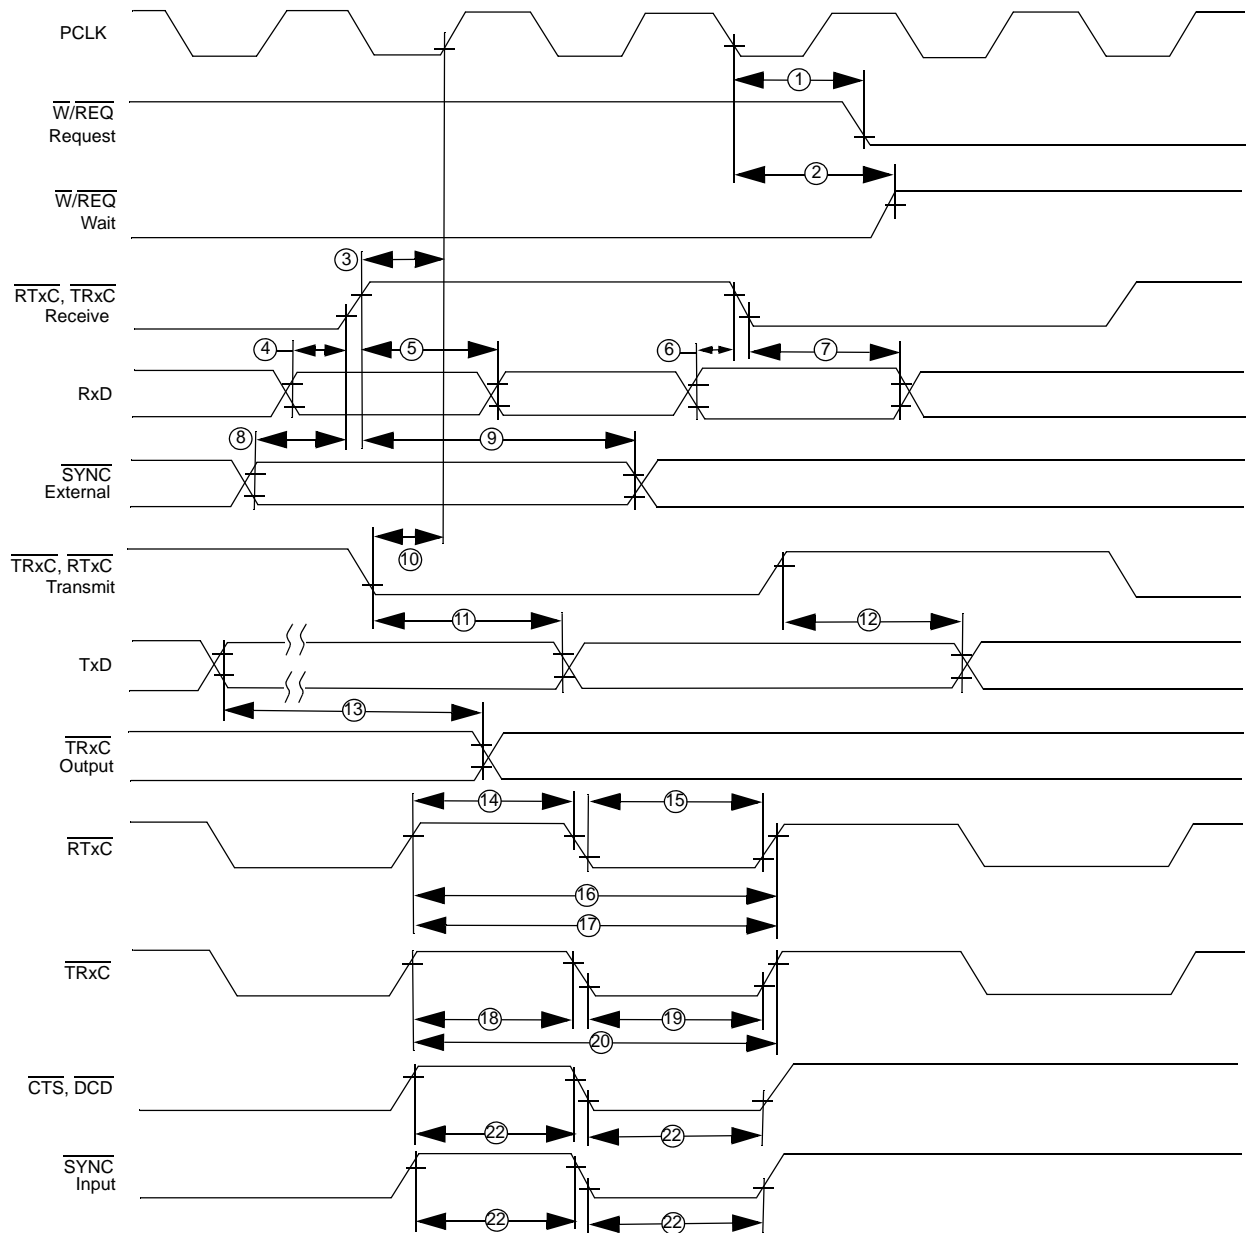 PCLK
1
W/REQ
Request
2
W/REQ
Wait
3
RTxC, TRxC
Receive
4
5
6
7
RxD
8
9
SYNC
External
10
TRxC, RTxC
Transmit
11
12
TxD
13
TRxC
Output
14
15
RTxC
16
17
TRxC
18
19
20
CTS, DCD
22
22
SYNC
Input
22
22